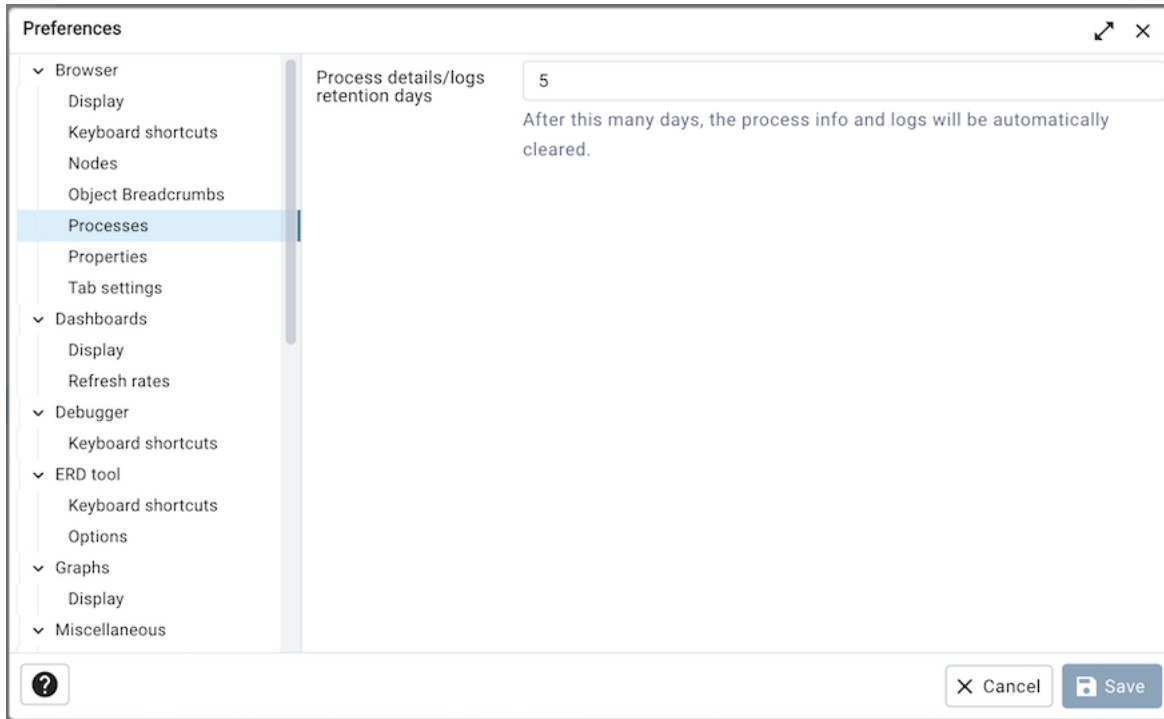 Preferences
Browser
Display
Keyboard shortcuts
Nodes
Object Breadcrumbs
Processes
Properties
Tab settings
Dashboards
Display
Refresh rates
Debugger
Keyboard shortcuts
ERD tool
Keyboard shortcuts
Options
Graphs
Display
Miscellaneous
Process details/logs
retention days
5
After this many days, the process info and logs will be automatically
cleared.
?
Cancel
Save